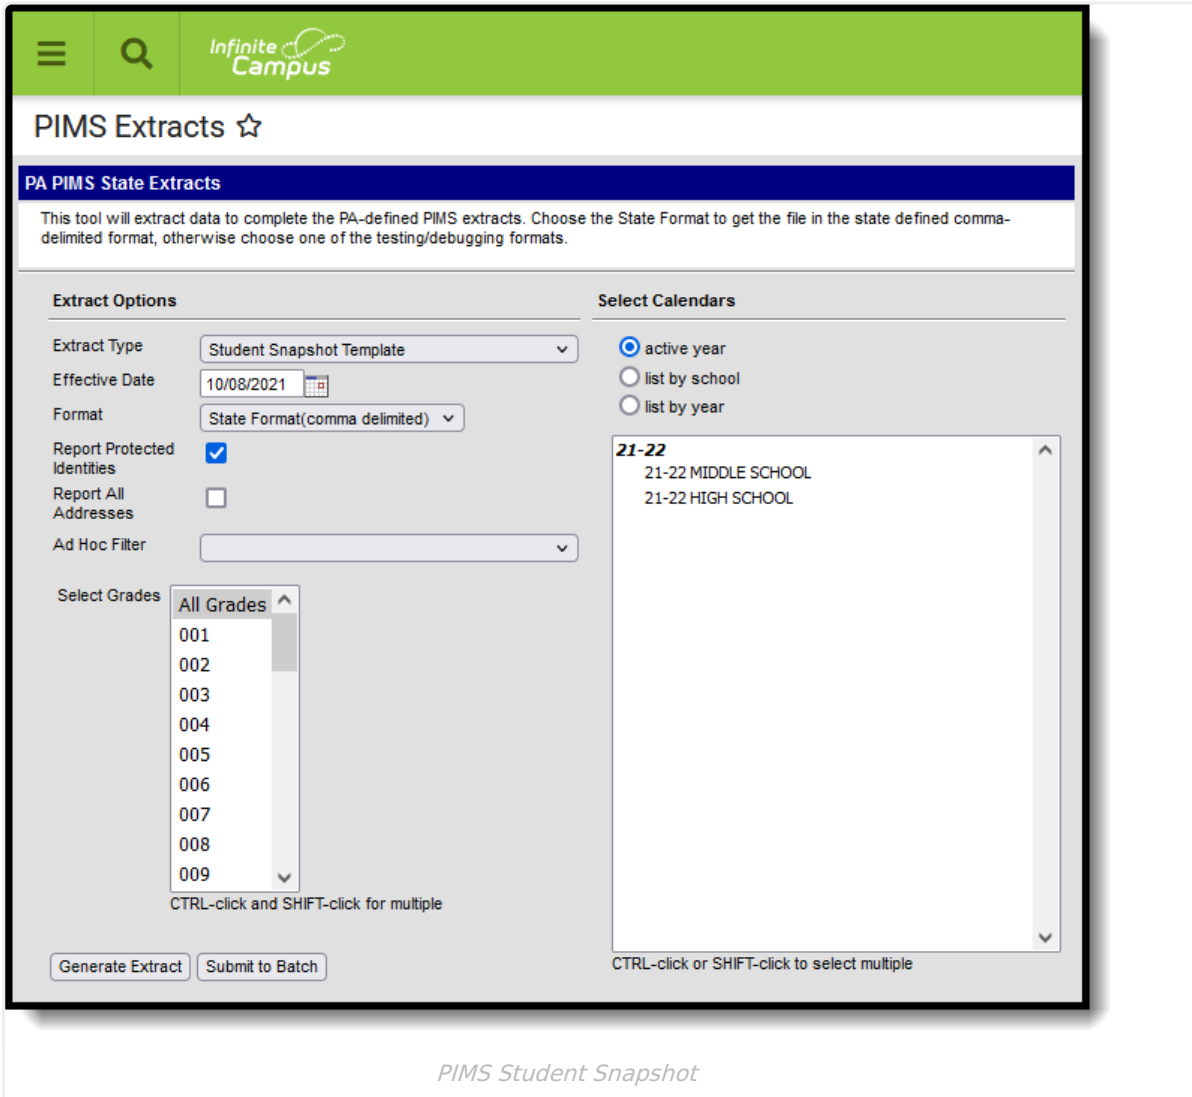 Infinite
Campus
PIMS Extracts
PA PIMS State Extracts
This tool will extract data to complete the PA-defined PIMS extracts. Choose the State Format to get the file in the state defined comma-
delimited format, otherwise choose one of the testing/debugging formats.
Extract Options
Extract Type
Student Snapshot Template
Effective Date
10/08/2021
Format
State Format(comma delimited)
Report Protected
Identities
Report All
Addresses
Ad Hoc Filter
Select Grades
All Grades
001
002
003
004
005
006
007
008
009
CTRL-click and SHIFT-click for multiple
Generate Extract
Submit to Batch
Select Calendars
active year
list by school
list by year
21-22
21-22 MIDDLE SCHOOL
21-22 HIGH SCHOOL
CTRL-click or SHIFT-click to select multiple
PIMS Student Snapshot